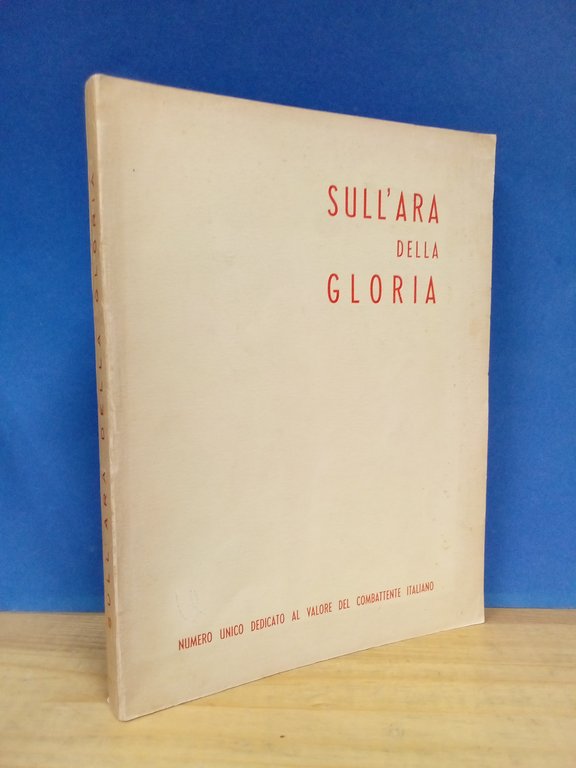 SULL'ARA
DELLA
GLORIA
NUMERO UNICO DEDICATO AL VALORE DEL COMBATTENTE ITALIANO
SULL'ARA DELLA GLORIA